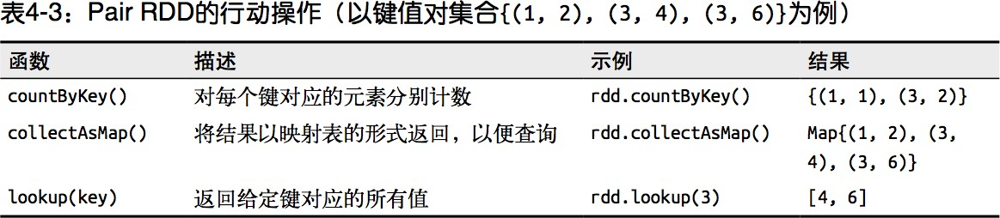 表4-3：Pair RDD的行动操作（以键值对集合{(1, 2), (3, 4), (3, 6)}为例）
函数 描述 示例 结果
countByKey() 对每个键对应的元素分别计数 rdd.countByKey() {(1, 1), (3, 2)}
collectAsMap() 将结果以映射表的形式返回，以便查询 rdd.collectAsMap() Map{(1, 2), (3,
4), (3, 6)}
lookup(key) 返回给定键对应的所有值 rdd.lookup(3) [4, 6]